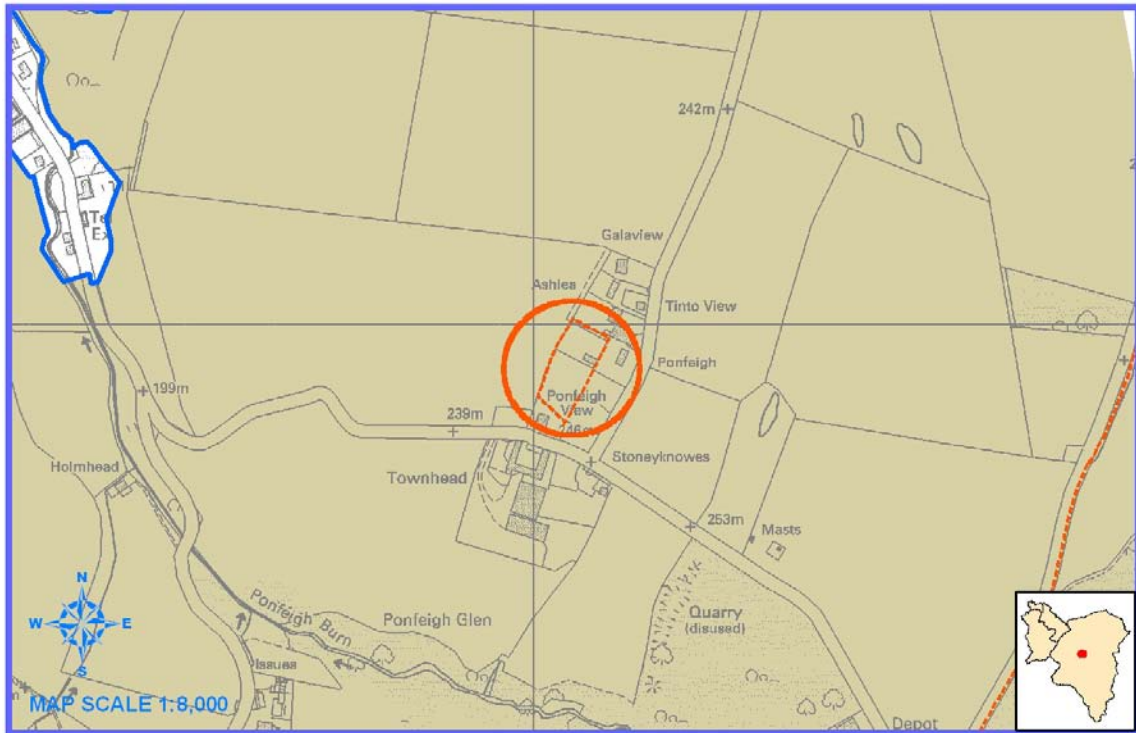 242m
Galaview
Ashlea
Tinto View
Ponfeigh
199m
239m
Ponfeigh
View
246m
Stoneyknowes
Holmhead
Townhead
253m
Masts
Quarry
(disused)
Ponfeigh Burn
Ponfeigh Glen
Issues
N
W
E
S
MAP SCALE 1:8,000
Depot